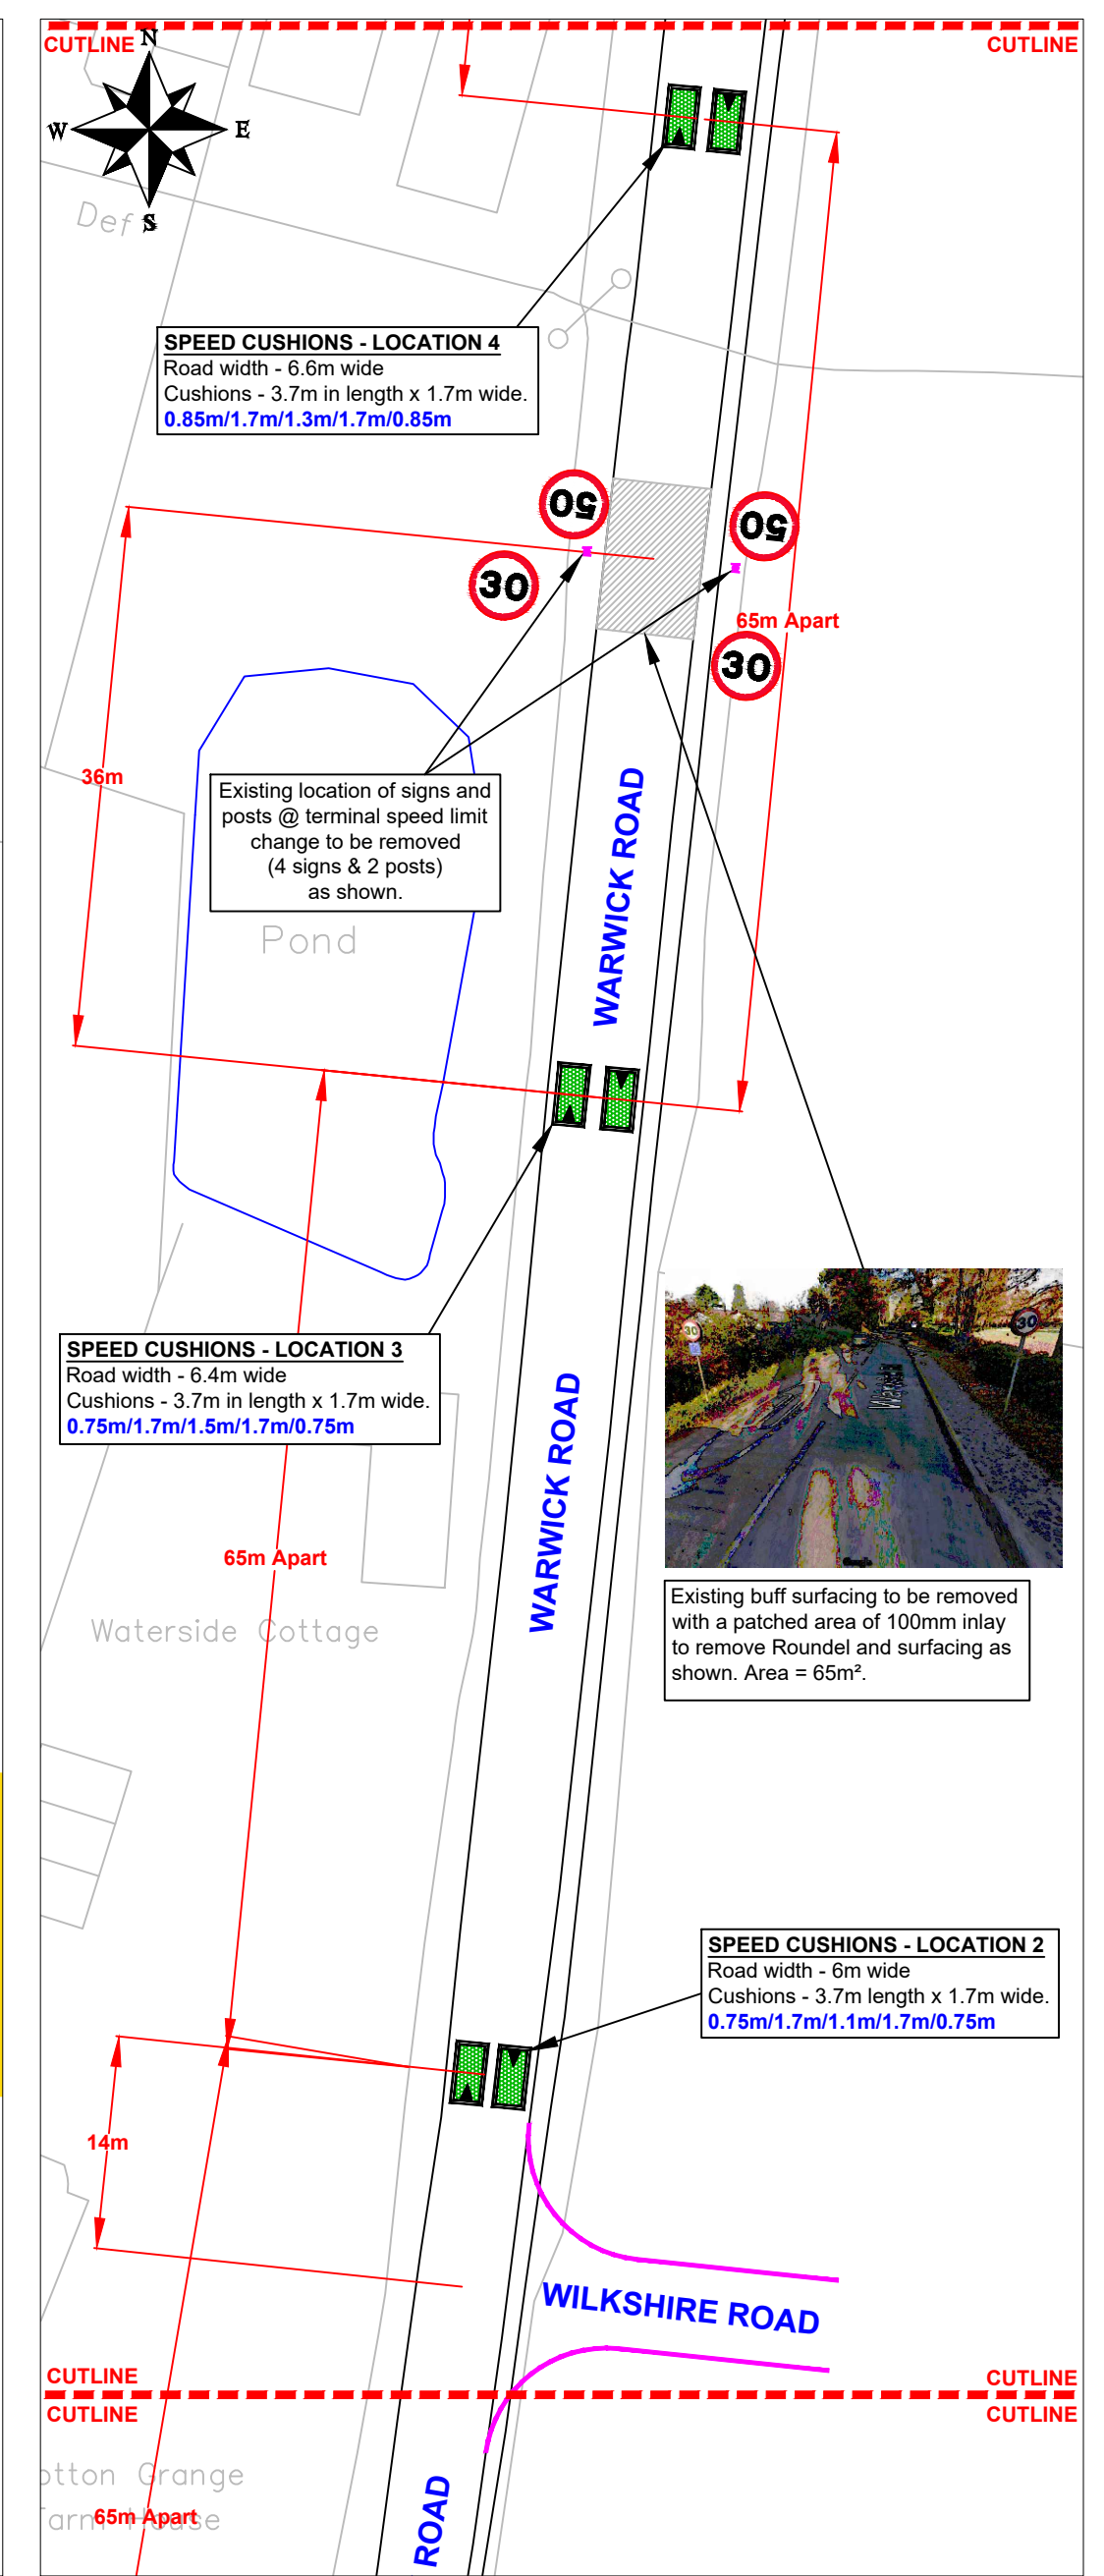 CUTLINE
CUTLINE
N
W
E
S
Def
SPEED CUSHIONS - LOCATION 4
Road width - 6.6m wide
Cushions - 3.7m in length x 1.7m wide.
0.85m/1.7m/1.3m/1.7m/0.85m
50
50
30
65m Apart
30
36m
Existing location of signs and
posts @ terminal speed limit
change to be removed
(4 signs & 2 posts)
as shown.
WARWICK ROAD
Pond
30
30
SPEED CUSHIONS - LOCATION 3
Road width - 6.4m wide
Cushions - 3.7m in length x 1.7m wide.
0.75m/1.7m/1.5m/1.7m/0.75m
WARWICK ROAD
65m Apart
Google
Existing buff surfacing to be removed
with a patched area of 100mm inlay
to remove Roundel and surfacing as
shown. Area = 65m².
Waterside Cottage
SPEED CUSHIONS - LOCATION 2
Road width - 6m wide
Cushions - 3.7m length x 1.7m wide.
0.75m/1.7m/1.1m/1.7m/0.75m
14m
WILKSHIRE ROAD
CUTLINE
CUTLINE
CUTLINE
CUTLINE
otton Grange
arm House
65m Apart
ROAD